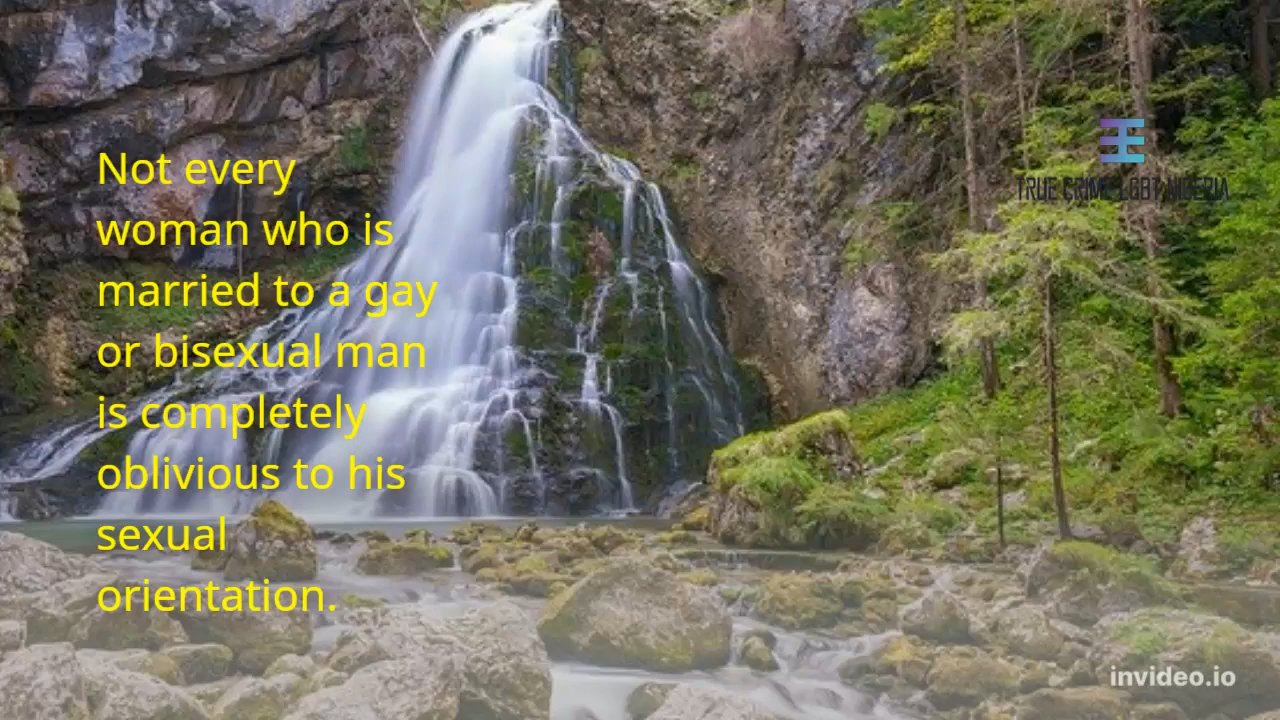 Not every
woman who is
married to a gay
or bisexual man
is completely
oblivious to his
sexual
orientation.
TRUE CRIME LGBT NIGERIA
invideo.io